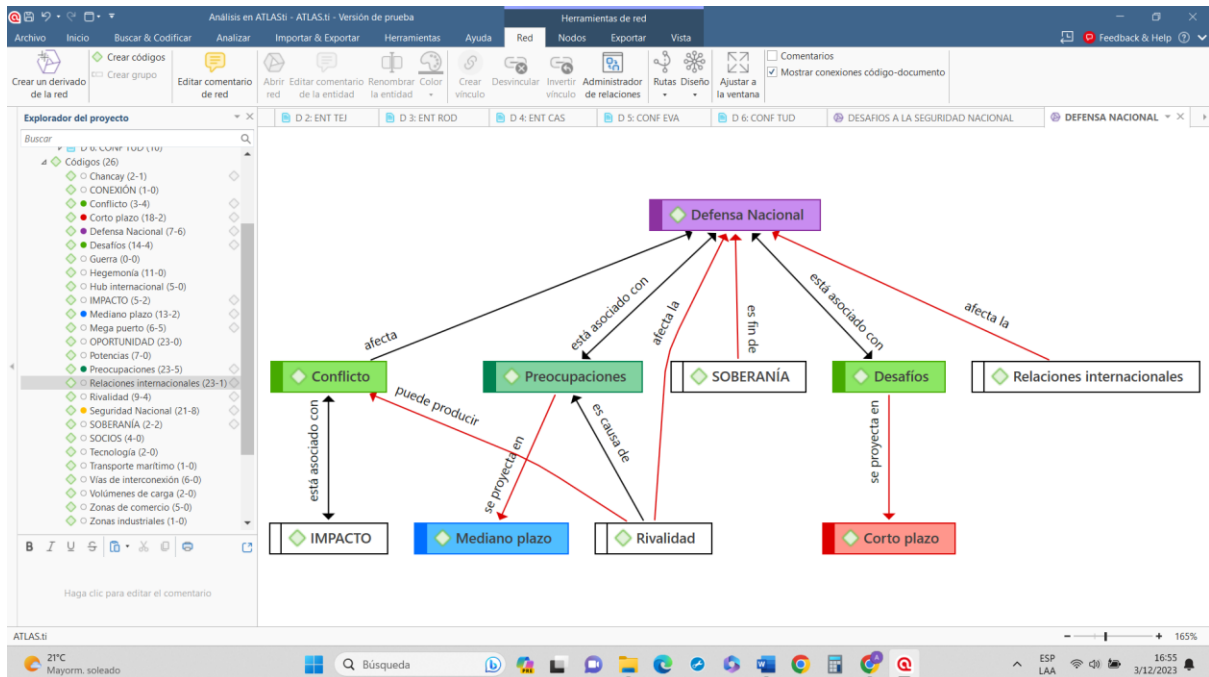 Análisis en ATLASti - ATLAS.ti - Versión de prueba
Herramientas de red
Archivo Inicio Buscar & Codificar Analizar Importar & Exportar Herramientas Ayuda Red Nodos Exportar Vista Feedback & Help
Crear un derivado de la red
Crear códigos
Crear grupo
Editar comentario de red
Abrir red
Editar comentario de la entidad
Renombrar la entidad
Color
Crear vínculo
Desvincular
Invertir vínculo
Administrador de relaciones
Rutas
Diseño
Ajustar a la ventana
Comentarios
Mostrar conexiones código-documento
Explorador del proyecto
D 2: ENT TEJ
D 3: ENT ROD
D 4: ENT CAS
D 5: CONF EVA
D 6: CONF TUD
DESAFIOS A LA SEGURIDAD NACIONAL
DEFENSA NACIONAL
Buscar
D 6: CONF TUD (10)
Códigos (26)
Chancay (2-1)
CONEXIÓN (1-0)
Conflicto (3-4)
Corto plazo (18-2)
Defensa Nacional (7-6)
Desafíos (14-4)
Guerra (0-0)
Hegemonía (11-0)
Hub internacional (5-0)
IMPACTO (5-2)
Mediano plazo (13-2)
Mega puerto (6-5)
OPORTUNIDAD (23-0)
Potencias (7-0)
Preocupaciones (23-5)
Relaciones internacionales (23-1)
Rivalidad (9-4)
Seguridad Nacional (21-8)
SOBERANÍA (2-2)
SOCIOS (4-0)
Tecnología (2-0)
Transporte marítimo (1-0)
Vías de interconexión (6-0)
Volúmenes de carga (2-0)
Zonas de comercio (5-0)
Zonas industriales (1-0)
B I U S
Haga clic para editar el comentario
Defensa Nacional
afecta
está asociado con
afecta la
es fin de
está asociado con
afecta la
Conflicto
Preocupaciones
SOBERANÍA
Desafíos
Relaciones internacionales
está asociado con
puede producir
se proyecta en
es causa de
se proyecta en
IMPACTO
Mediano plazo
Rivalidad
Corto plazo
ATLAS.ti
165%
21°C
Mayorm. soleado
Búsqueda
ESP
LAA
16:55
3/12/2023